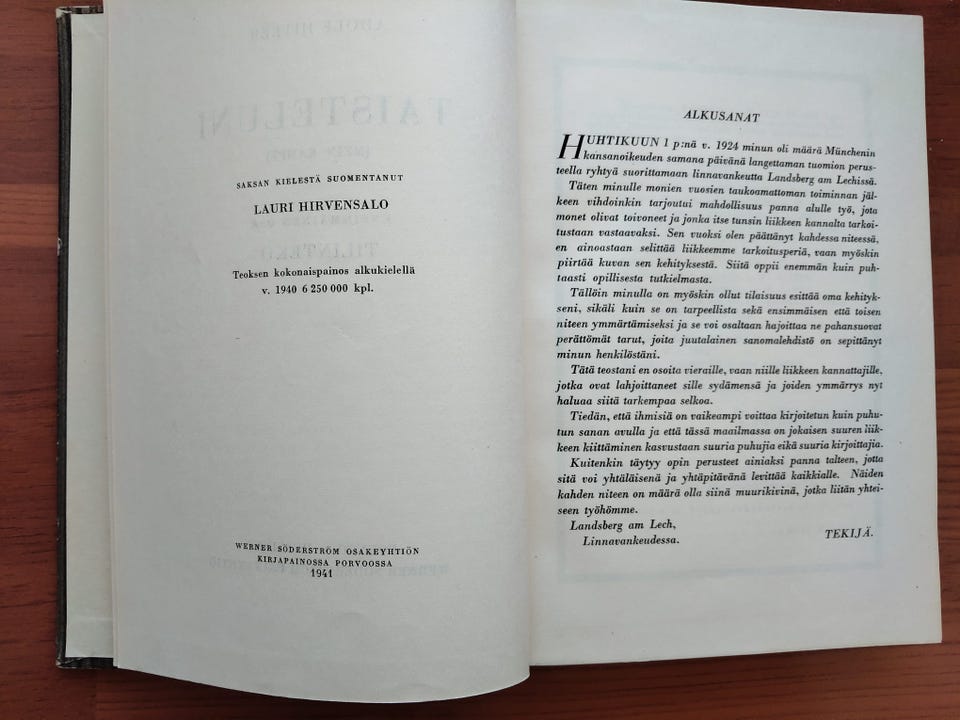 SAKSAN KIELESTÄ SUOMENTANUT
LAURI HIRVENSALO
Teoksen kokonaispainos alkukielellä
v. 1940 6 250 000 kpl.
WERNER SÖDERSTRÖM OSAKEYHTIÖN
KIRJAPAINOSSA PORVOOSSA
1941
ALKUSANAT
HUHTIKUUN 1 p:nä v. 1924 minun oli määrä Münchenin
kansanoikeuden samana päivänä langettaman tuomion perus-
teella ryhtyä suorittamaan linnavankeutta Landsberg am Lechissä.
Täten minulle monien vuosien taukoamattoman toiminnan jäl-
keen vihdoinkin tarjoutui mahdollisuus panna alulle työ, jota
monet olivat toivoneet ja jonka itse tunsin liikkeen kannalta tarkoi-
tustaan vastaavaksi. Sen vuoksi olen päättänyt kahdessa niteessä,
en ainoastaan selittää liikkeemme tarkoitusperiä, vaan myöskin
piirtää kuvan sen kehityksestä. Siitä oppii enemmän kuin puh-
taasti opillisesta tutkielmasta.
Tällöin minulla on myöskin ollut tilaisuus esittää oma kehityk-
seni, sikäli kuin se on tarpeellista sekä ensimmäisen että toisen
niteen ymmärtämiseksi ja se voi osaltaan hajoittaa ne pahansuovat
perättömät tarut, joita juutalainen sanomalehdistö on sepittänyt
minun henkilöstäni.
Tätä teostani en osoita vieraille, vaan niille liikkeen kannattajille,
jotka ovat lahjoittaneet sille sydämensä ja joiden ymmärrys nyt
haluaa siitä tarkempaa selkoa.
Tiedän, että ihmisiä on vaikeampi voittaa kirjoitetun kuin puhu-
tun sanan avulla ja että tässä maailmassa on jokaisen suuren liik-
keen kiittäminen kasvustaan suuria puhujia eikä suuria kirjoittajia.
Kuitenkin täytyy opin perusteet ainiaksi panna talteen, jotta
sitä voi yhtäläisenä ja yhtäpitävänä levittää kaikkialle. Näiden
kahden niteen on määrä olla siinä muurikivinä, jotka liitän yhtei-
seen työhömme.
Landsberg am Lech,
Linnavankeudessa. TEKIJÄ.